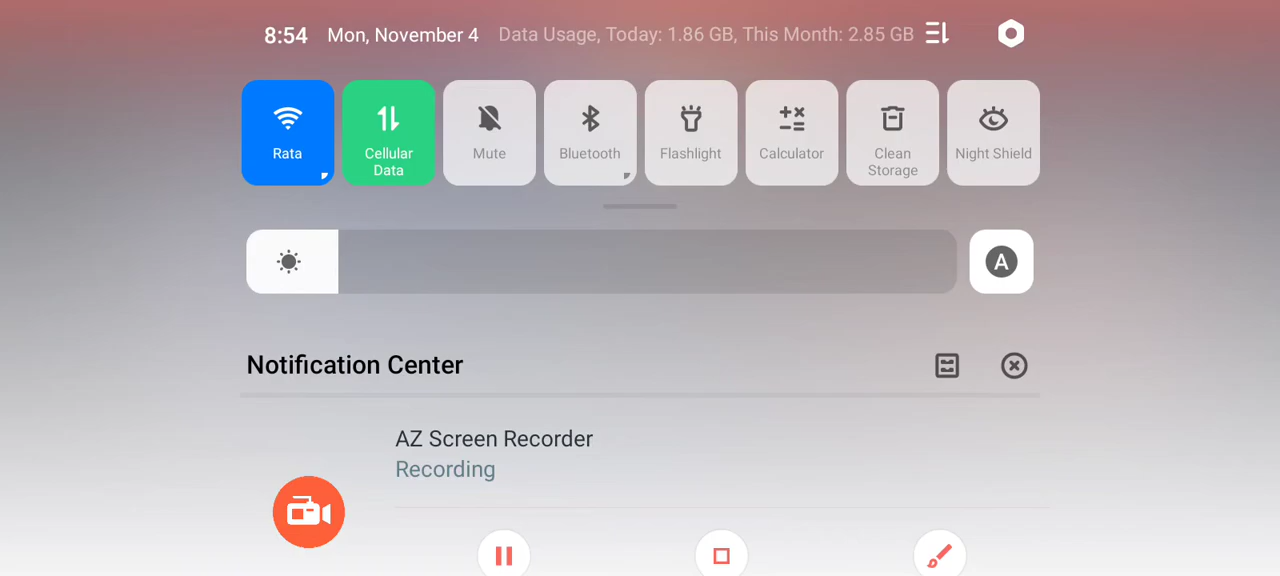 8:54 Mon, November 4 Data Usage, Today: 1.86 GB, This Month: 2.85 GB
Rata
Cellular
Data
Mute
Bluetooth
Flashlight
Calculator
Clean
Storage
Night Shield
A
Notification Center
AZ Screen Recorder
Recording